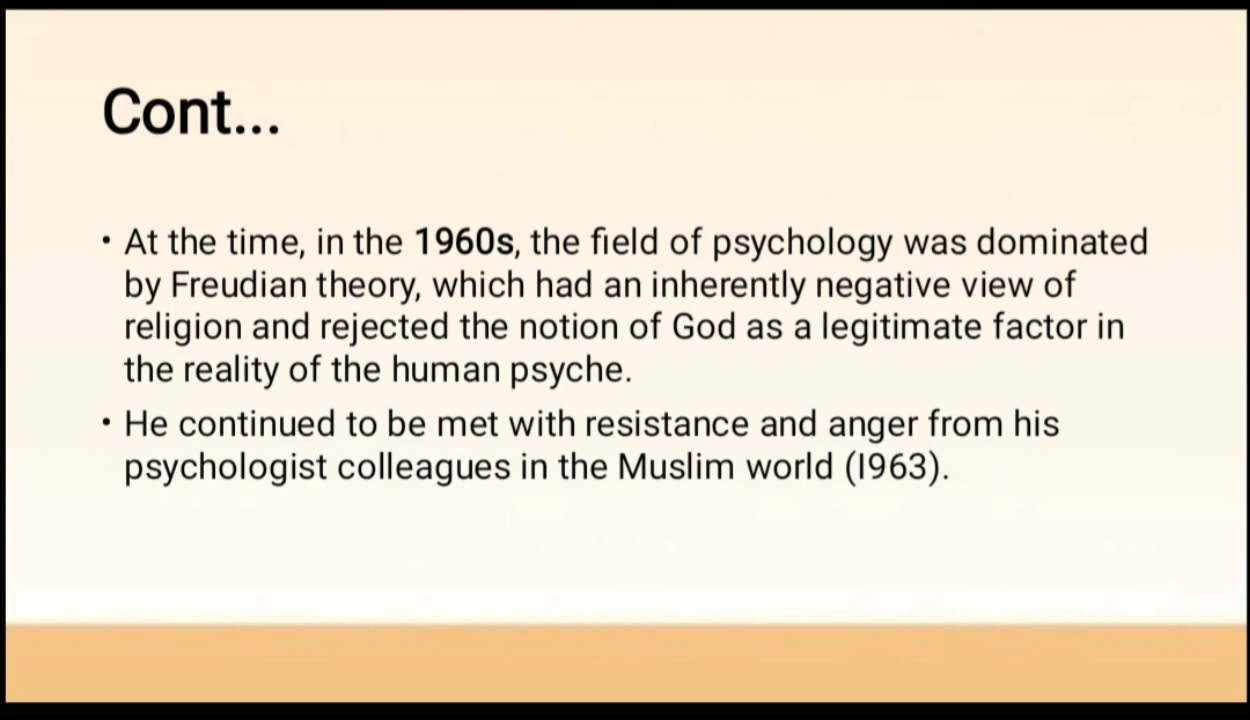 Cont...
• At the time, in the 1960s, the field of psychology was dominated
by Freudian theory, which had an inherently negative view of
religion and rejected the notion of God as a legitimate factor in
the reality of the human psyche.
• He continued to be met with resistance and anger from his
psychologist colleagues in the Muslim world (I963).